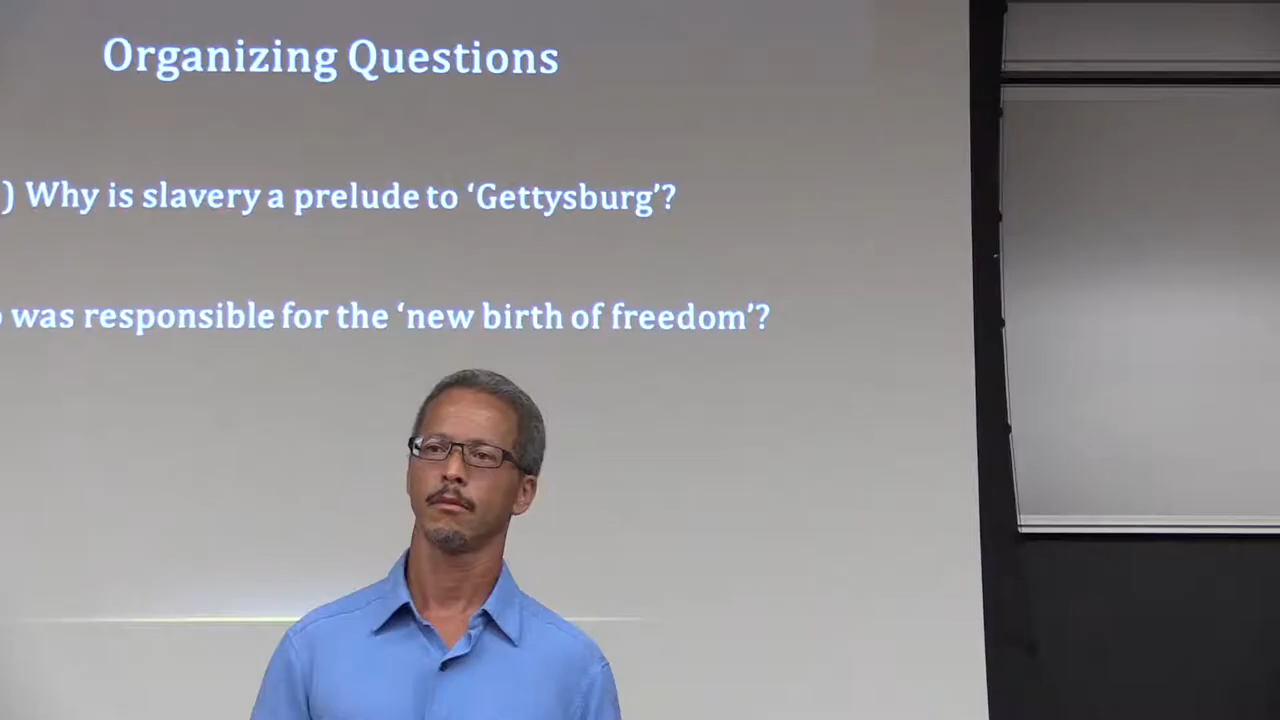 Organizing Questions
) Why is slavery a prelude to ‘Gettysburg’?
was responsible for the ‘new birth of freedom’?